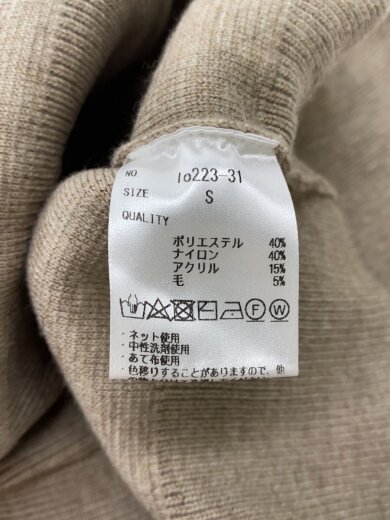 NO. Io223-31
SIZE S
QUALITY
ポリエステル 40%
ナイロン 40%
アクリル 15%
毛 5%
F W
・ネット使用
・中性洗剤使用
・あて布使用
・色移りすることがありますので、他